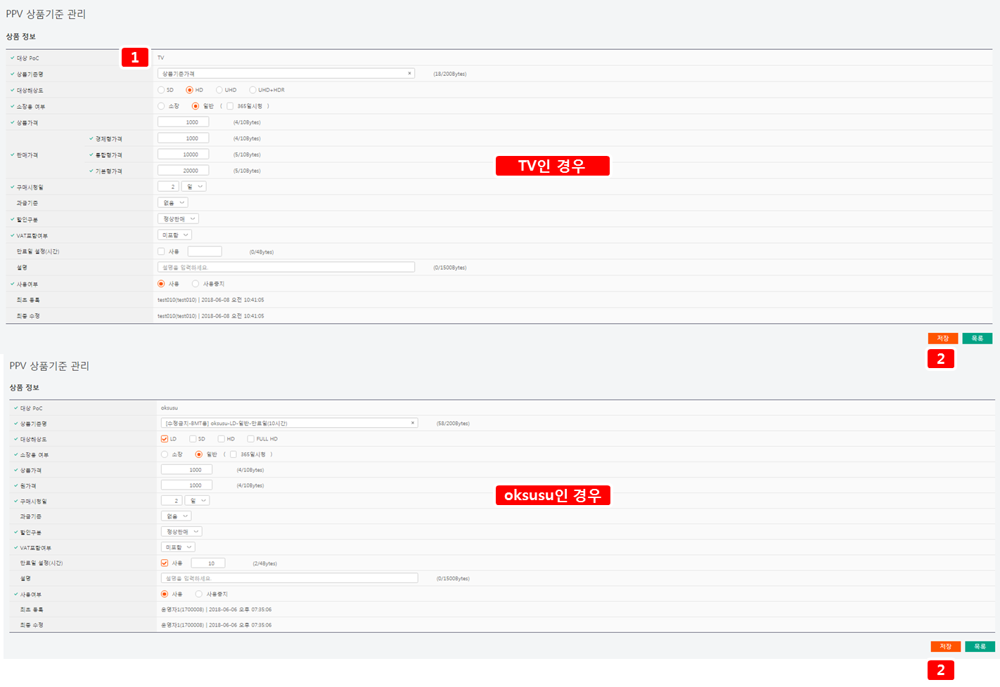 PPV 상품기준 관리
상품 정보
대상 PoC 1 TV
상품기준명 상품기준가격 × (18/200Bytes)
대상해상도 SD HD UHD UHD+HDR
소장용 여부 소장 일반 ( 365일시청 )
상품가격 1000 (4/10Bytes)
경제형가격 1000 (4/10Bytes)
판매가격 통합형가격 10000 (5/10Bytes)
TV인 경우
기본형가격 20000 (5/10Bytes)
구매시청일 2 일
과금기준 없음
할인구분 정상판매
VAT포함여부 미포함
만료일 설정(시간) 사용 (0/4Bytes)
설명 설명을 입력하세요. (0/1500Bytes)
사용여부 사용 사용중지
최초 등록 test010(test010) | 2018-06-08 오전 10:41:05
최종 수정 test010(test010) | 2018-06-08 오전 10:41:05
저장 목록
2
PPV 상품기준 관리
상품 정보
대상 PoC oksusu
상품기준명 [수정금지-BMT용] oksusu-LD-일반-만료일(10시간) × (58/200Bytes)
대상해상도 LD SD HD FULL HD
소장용 여부 소장 일반 ( 365일시청 )
상품가격 1000 (4/10Bytes)
원가격 1000 (4/10Bytes)
oksusu인 경우
구매시청일 2 일
과금기준 없음
할인구분 정상판매
VAT포함여부 미포함
만료일 설정(시간) 사용 10 (2/4Bytes)
설명 설명을 입력하세요. (0/1500Bytes)
사용여부 사용 사용중지
최초 등록 운영자1(1700008) | 2018-06-06 오후 07:35:06
최종 수정 운영자1(1700008) | 2018-06-06 오후 07:35:06
저장 목록
2